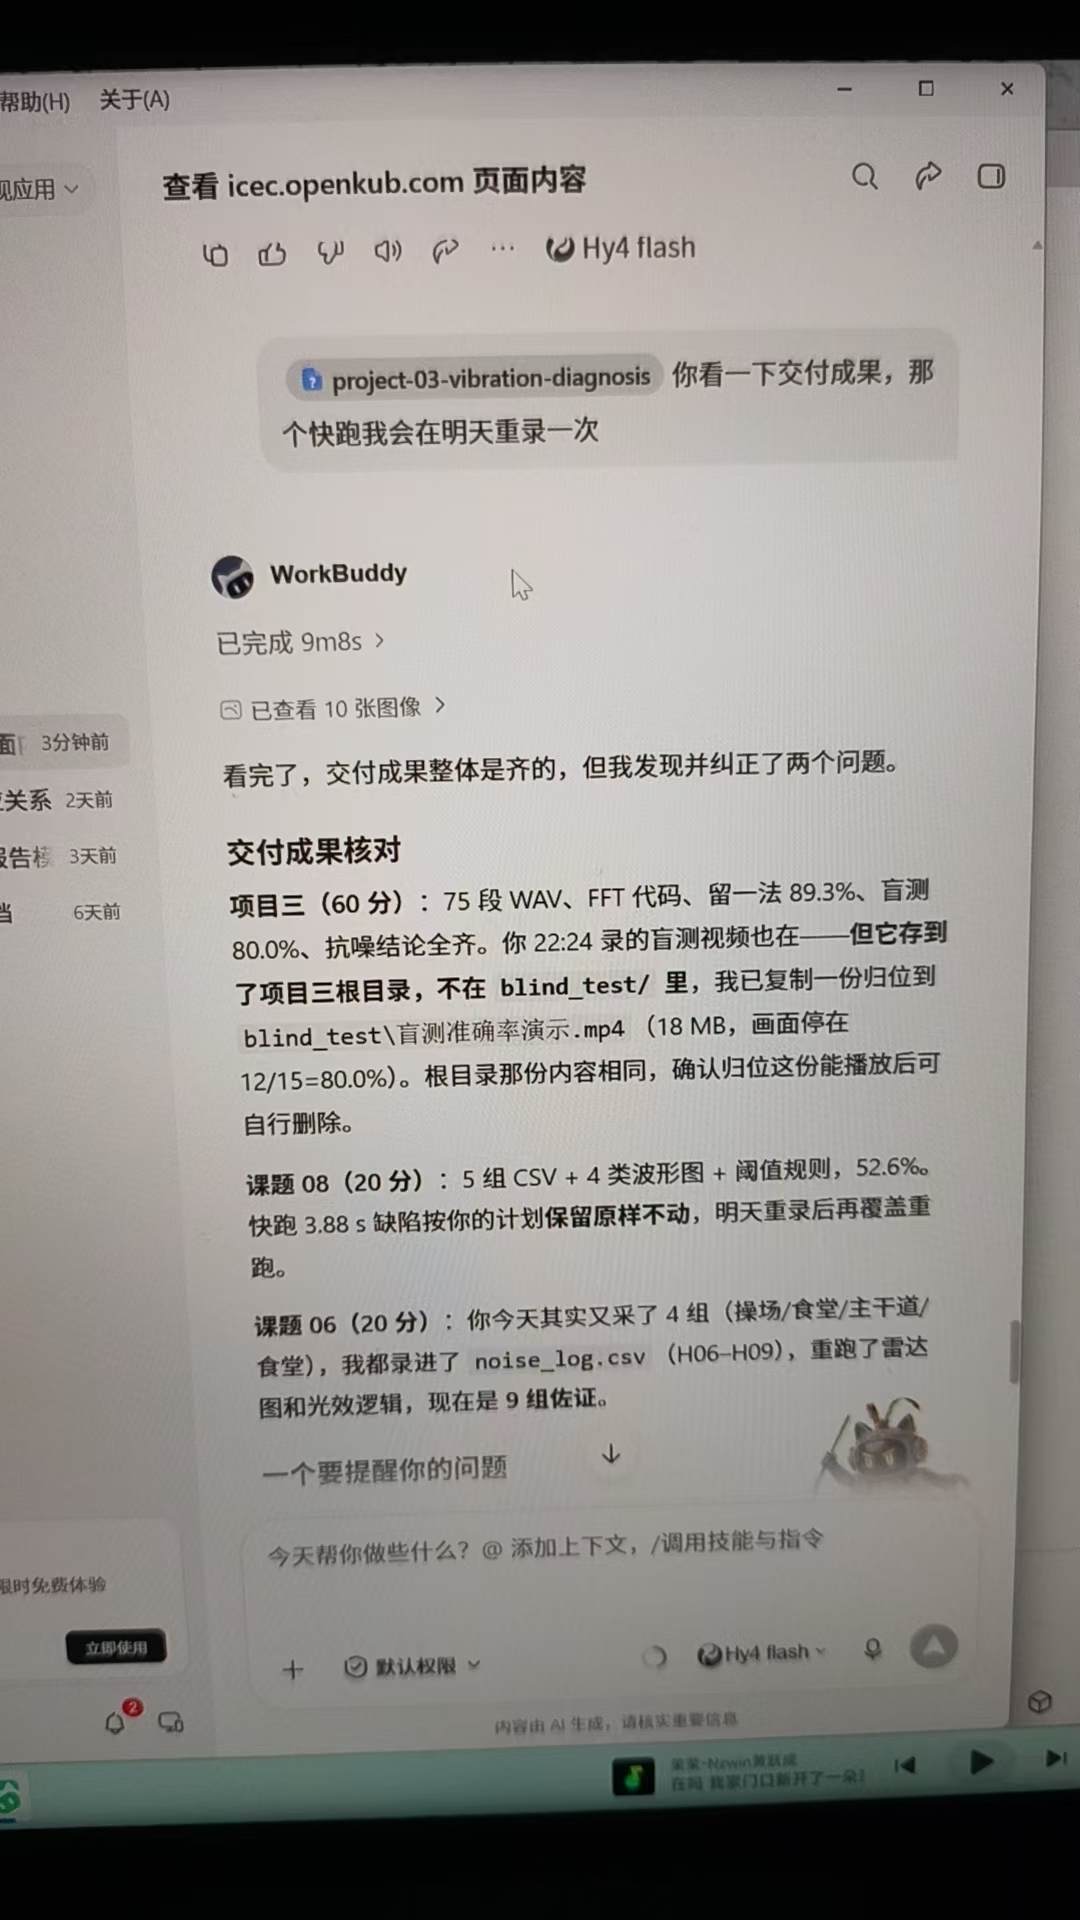 帮助(H) 关于(A)
应用
查看 icec.openkub.com 页面内容
Hy4 flash
project-03-vibration-diagnosis 你看一下交付成果，那
个快跑我会在明天重录一次
WorkBuddy
已完成 9m8s
已查看 10 张图像
面 3分钟前
关系 2天前
报告模 3天前
当 6天前
看完了，交付成果整体是齐的，但我发现并纠正了两个问题。
交付成果核对
项目三（60 分）：75 段 WAV、FFT 代码、留一法 89.3%、盲测
80.0%、抗噪结论全齐。你 22:24 录的盲测视频也在——但它存到
了项目三根目录，不在 blind_test/ 里，我已复制一份归位到
blind_test\盲测准确率演示.mp4 （18 MB，画面停在
12/15=80.0%）。根目录那份内容相同，确认归位这份能播放后可
自行删除。
课题 08（20 分）：5 组 CSV + 4 类波形图 + 阈值规则，52.6%。
快跑 3.88 s 缺陷按你的计划保留原样不动，明天重录后再覆盖重
跑。
课题 06（20 分）：你今天其实又采了 4 组（操场/食堂/主干道/
食堂），我都录进了 noise_log.csv （H06–H09），重跑了雷达
图和光效逻辑，现在是 9 组佐证。
一个要提醒你的问题
今天帮你做些什么？@ 添加上下文，/调用技能与指令
限时免费体验
立即使用
默认权限
Hy4 flash
2
内容由 AI 生成，请核实重要信息